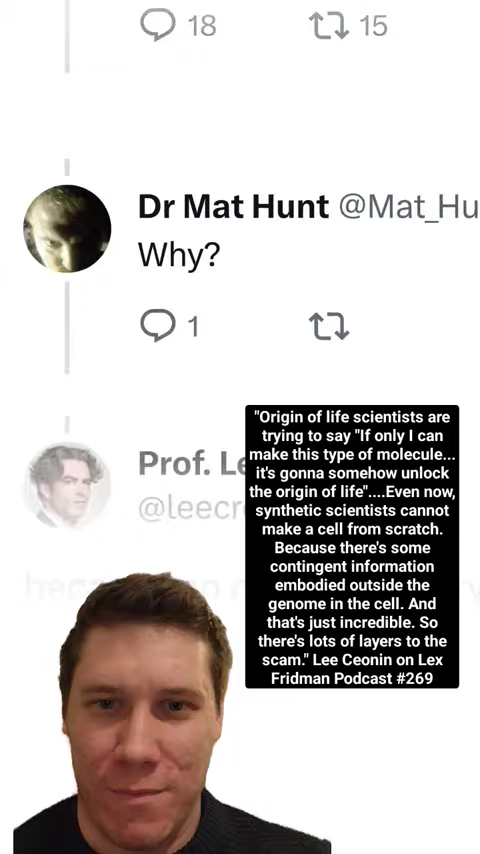 18 15
Dr Mat Hunt @Mat_Hu
Why?
1
Prof. Le
@leecr
"Origin of life scientists are
trying to say "If only I can
make this type of molecule...
it's gonna somehow unlock
the origin of life"....Even now,
synthetic scientists cannot
make a cell from scratch.
Because there's some
contingent information
embodied outside the
genome in the cell. And
that's just incredible. So
there's lots of layers to the
scam." Lee Ceonin on Lex
Fridman Podcast #269